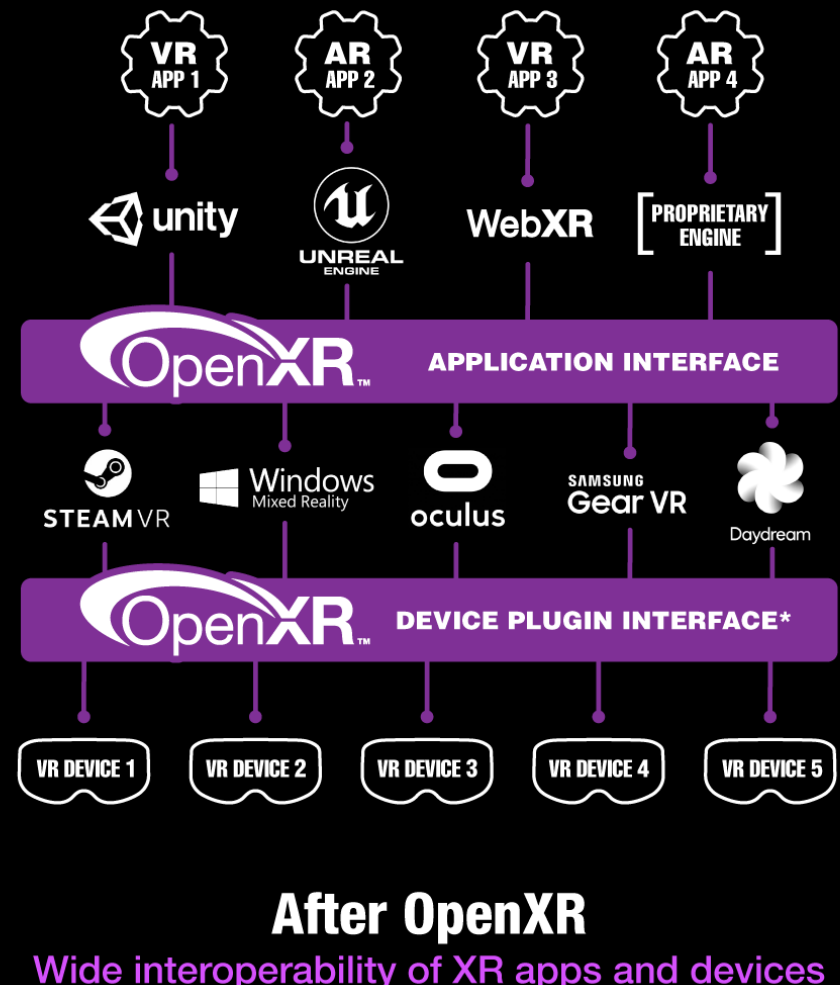 VR
APP 1
AR
APP 2
VR
APP 3
AR
APP 4
unity
UNREAL
ENGINE
WebXR
[PROPRIETARY
ENGINE]
OpenXR™ APPLICATION INTERFACE
STEAMVR
Windows
Mixed Reality
oculus
SAMSUNG
Gear VR
Daydream
OpenXR™ DEVICE PLUGIN INTERFACE*
VR DEVICE 1
VR DEVICE 2
VR DEVICE 3
VR DEVICE 4
VR DEVICE 5
After OpenXR
Wide interoperability of XR apps and devices